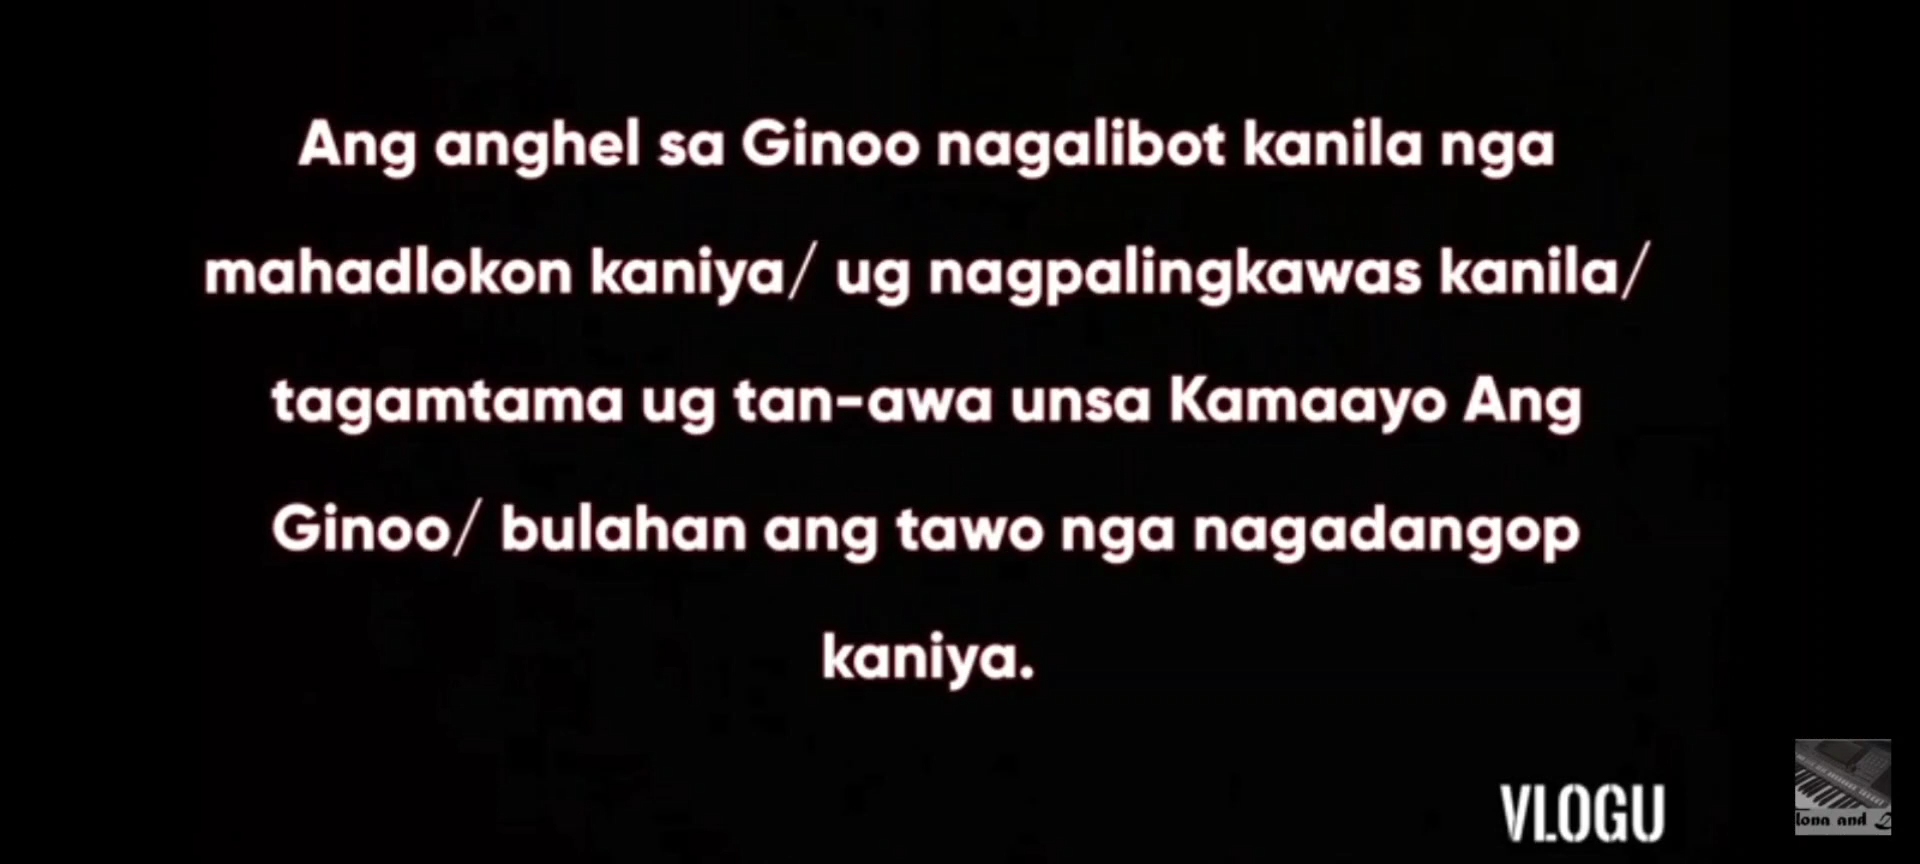 Ang anghel sa Ginoo nagalibot kanila nga
mahadlokon kaniya/ ug nagpalingkawas kanila/
tagamtama ug tan-awa unsa Kamaayo Ang
Ginoo/ bulahan ang tawo nga nagadangop
kaniya.
VLOGU
and